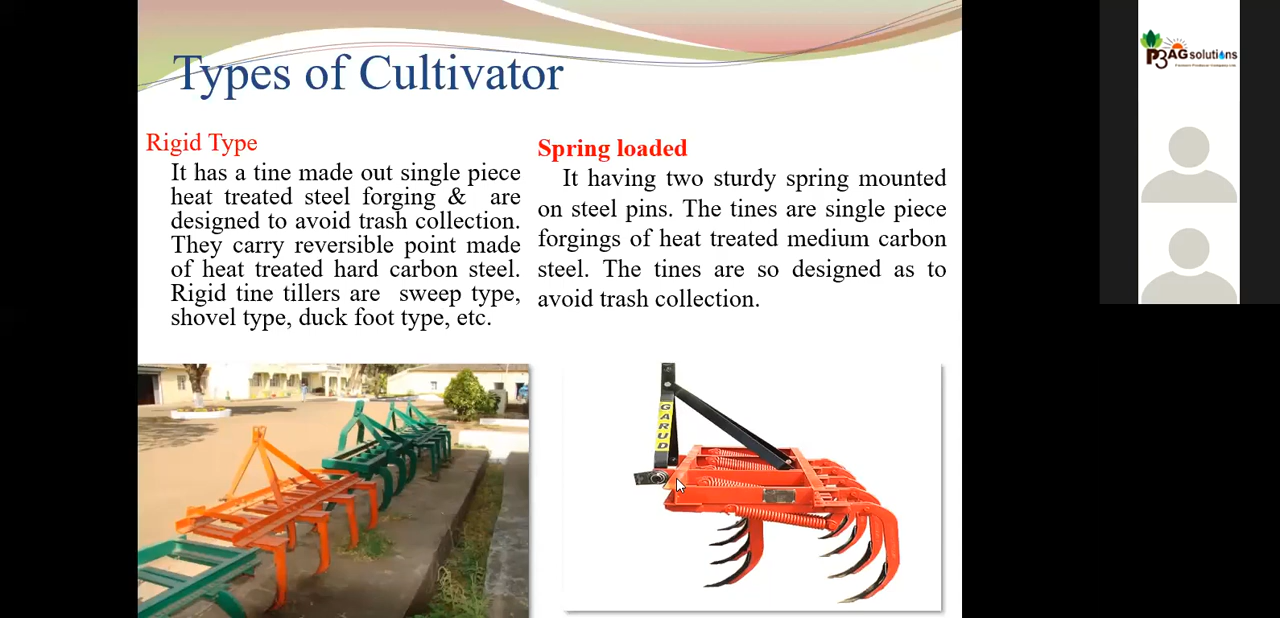 Types of Cultivator
Rigid Type
It has a tine made out single piece
heat treated steel forging & are
designed to avoid trash collection.
They carry reversible point made
of heat treated hard carbon steel.
Rigid tine tillers are sweep type,
shovel type, duck foot type, etc.
Spring loaded
It having two sturdy spring mounted
on steel pins. The tines are single piece
forgings of heat treated medium carbon
steel. The tines are so designed as to
avoid trash collection.
GARUD
P3AGsolutions